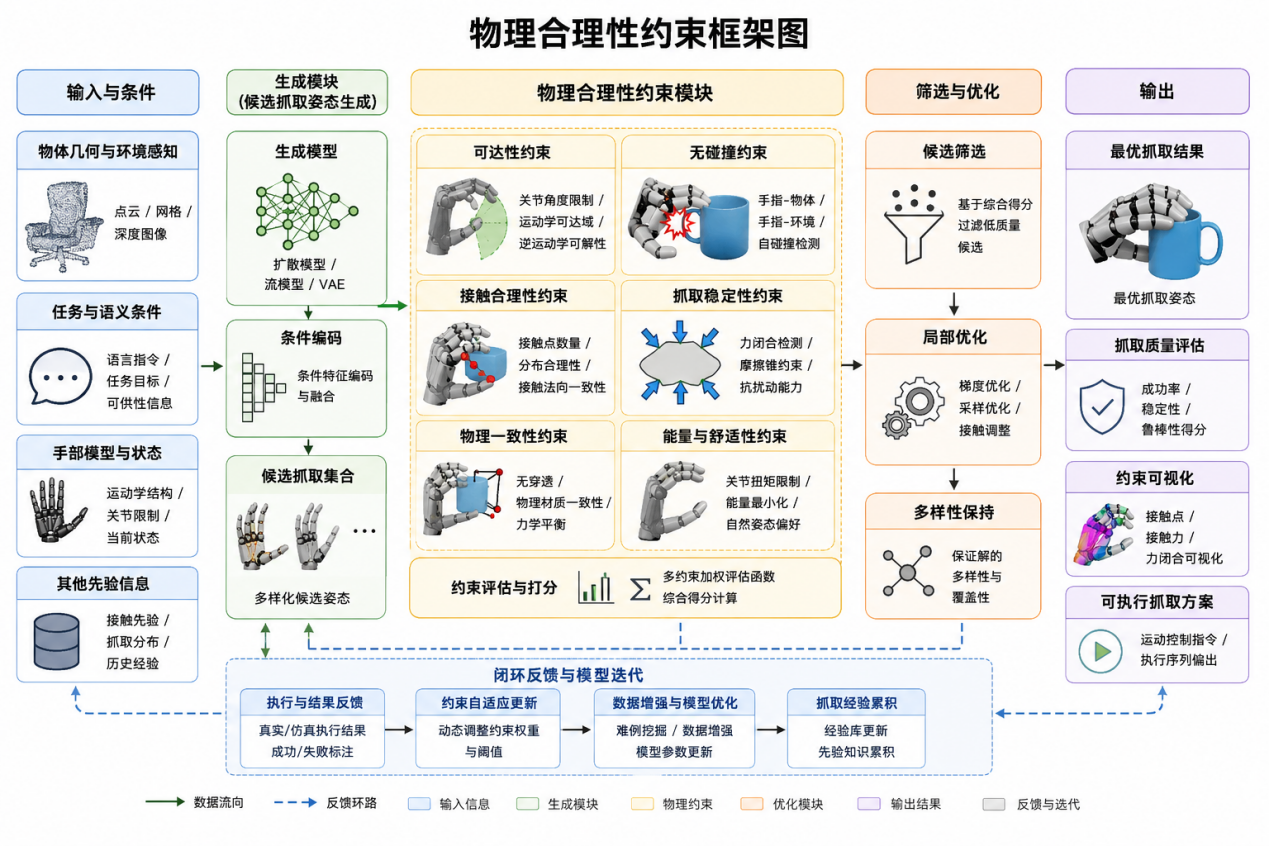 物理合理性约束框架图
输入与条件
物体几何与环境感知
点云 / 网格 /
深度图像
任务与语义条件
语言指令 /
任务目标 /
可供性信息
手部模型与状态
运动学结构 /
关节限制 /
当前状态
其他先验信息
接触先验 /
抓取分布 /
历史经验
生成模块
(候选抓取姿态生成)
生成模型
扩散模型 /
流模型 / VAE
条件编码
条件特征编码
与融合
候选抓取集合
···
多样化候选姿态
物理合理性约束模块
可达性约束
关节角度限制 /
运动学可达域 /
逆运动学可解性
无碰撞约束
手指-物体 /
手指-环境 /
自碰撞检测
接触合理性约束
接触点数量 /
分布合理性 /
接触法向一致性
抓取稳定性约束
力闭合检测 /
摩擦锥约束 /
抗扰动能力
物理一致性约束
无穿透 /
物理材质一致性 /
力学平衡
能量与舒适性约束
关节扭矩限制 /
能量最小化 /
自然姿态偏好
约束评估与打分
Σ
多约束加权评估函数
综合得分计算
筛选与优化
候选筛选
基于综合得分
过滤低质量
候选
局部优化
梯度优化 /
采样优化 /
接触调整
多样性保持
保证解的
多样性与
覆盖性
输出
最优抓取结果
最优抓取姿态
抓取质量评估
成功率 /
稳定性 /
鲁棒性得分
约束可视化
接触点 /
接触力 /
力闭合可视化
可执行抓取方案
运动控制指令 /
执行序列偏出
闭环反馈与模型迭代
执行与结果反馈
真实/仿真执行结果
成功/失败标注
约束自适应更新
动态调整约束权重
与阈值
数据增强与模型优化
难例挖掘 / 数据增强
模型参数更新
抓取经验累积
经验库更新
先验知识累积
数据流向
反馈环路
输入信息
生成模块
物理约束
优化模块
输出结果
反馈与迭代